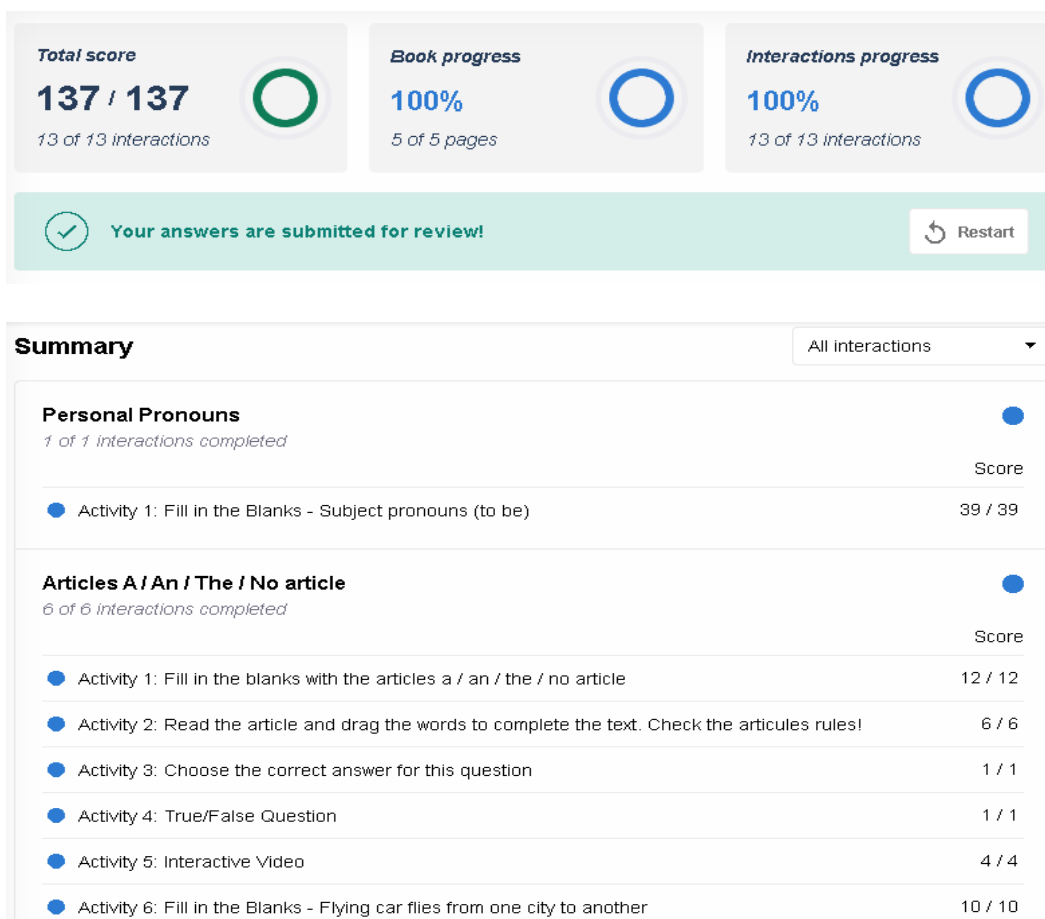 Total score
137 / 137
13 of 13 interactions
Book progress
100%
5 of 5 pages
Interactions progress
100%
13 of 13 interactions
Your answers are submitted for review!
Restart
Summary
All interactions
Personal Pronouns
1 of 1 interactions completed
Score
Activity 1: Fill in the Blanks - Subject pronouns (to be)
39 / 39
Articles A / An / The / No article
6 of 6 interactions completed
Score
Activity 1: Fill in the blanks with the articles a / an / the / no article
12 / 12
Activity 2: Read the article and drag the words to complete the text. Check the articules rules!
6 / 6
Activity 3: Choose the correct answer for this question
1 / 1
Activity 4: True/False Question
1 / 1
Activity 5: Interactive Video
4 / 4
Activity 6: Fill in the Blanks - Flying car flies from one city to another
10 / 10